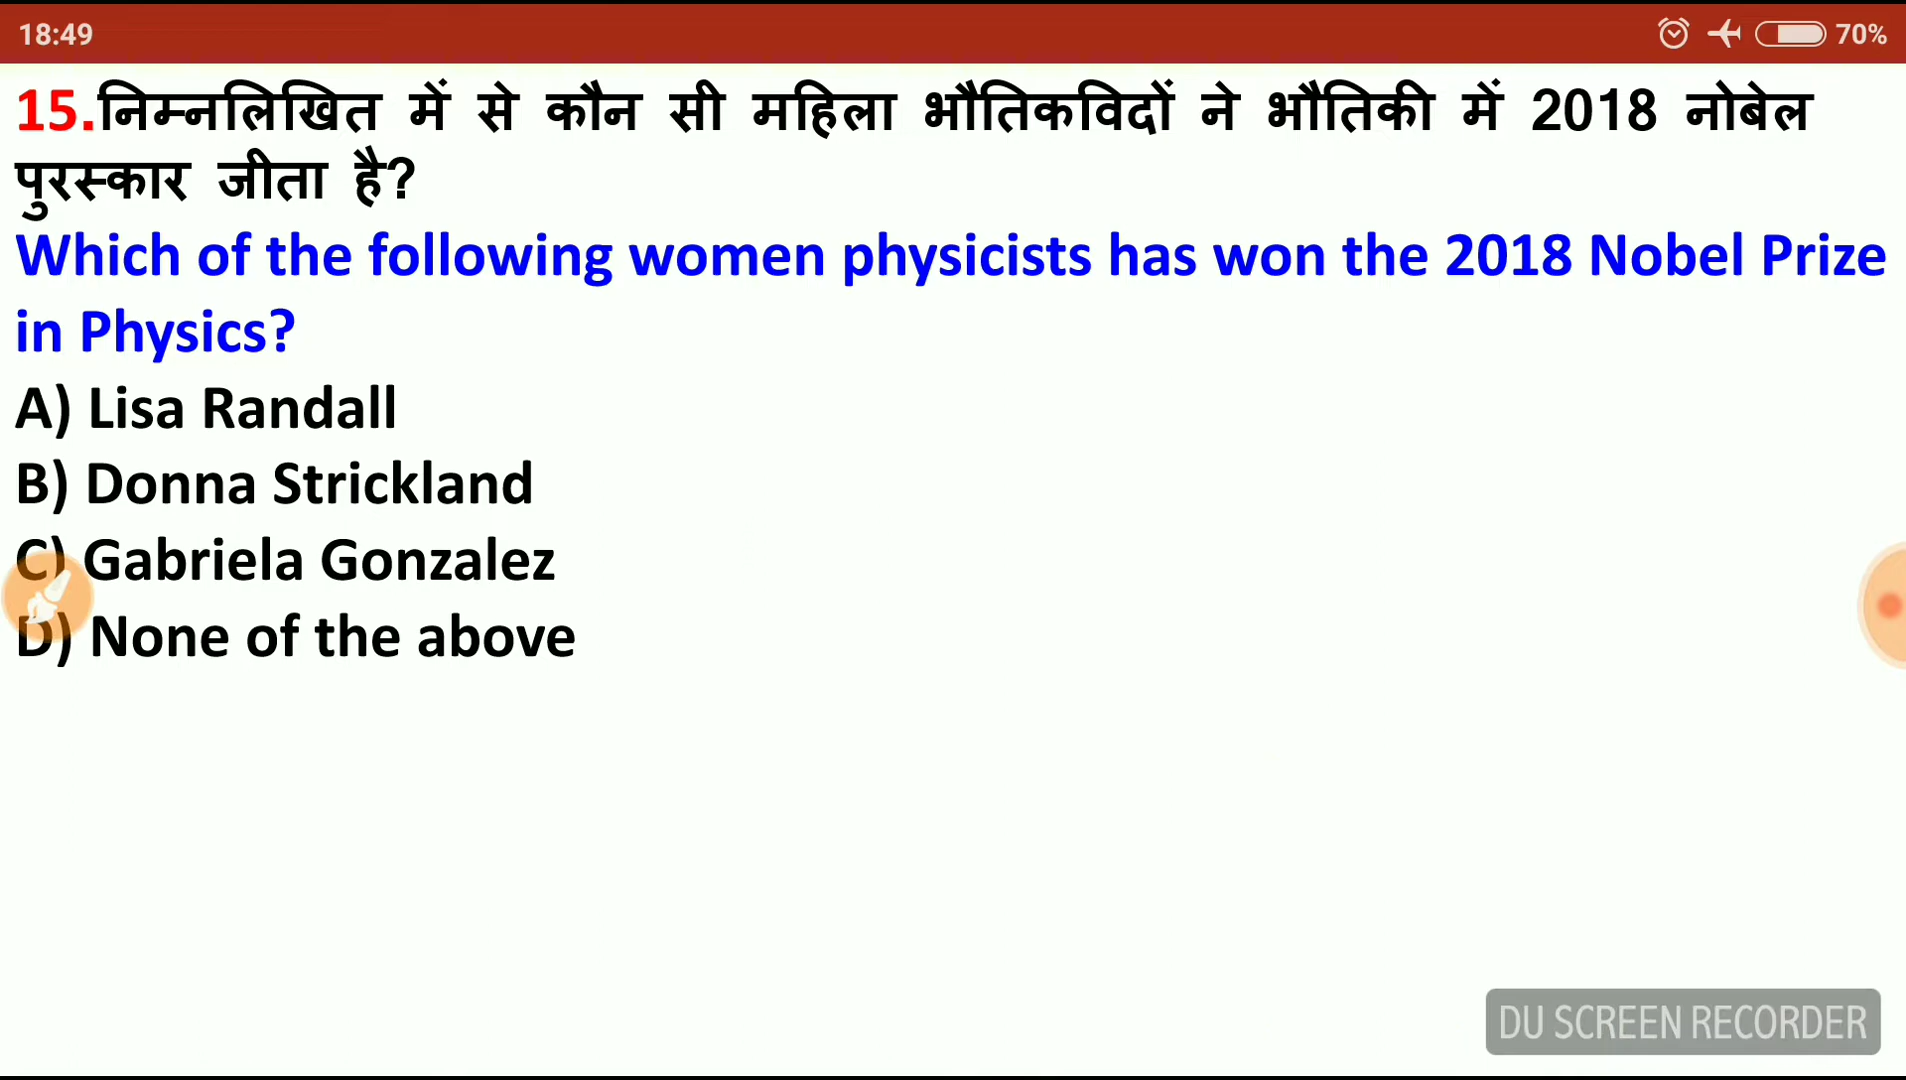 18:49
70%
15.निम्नलिखित में से कौन सी महिला भौतिकविदों ने भौतिकी में 2018 नोबेल
पुरस्कार जीता है?
Which of the following women physicists has won the 2018 Nobel Prize
in Physics?
A) Lisa Randall
B) Donna Strickland
C) Gabriela Gonzalez
D) None of the above
DU SCREEN RECORDER